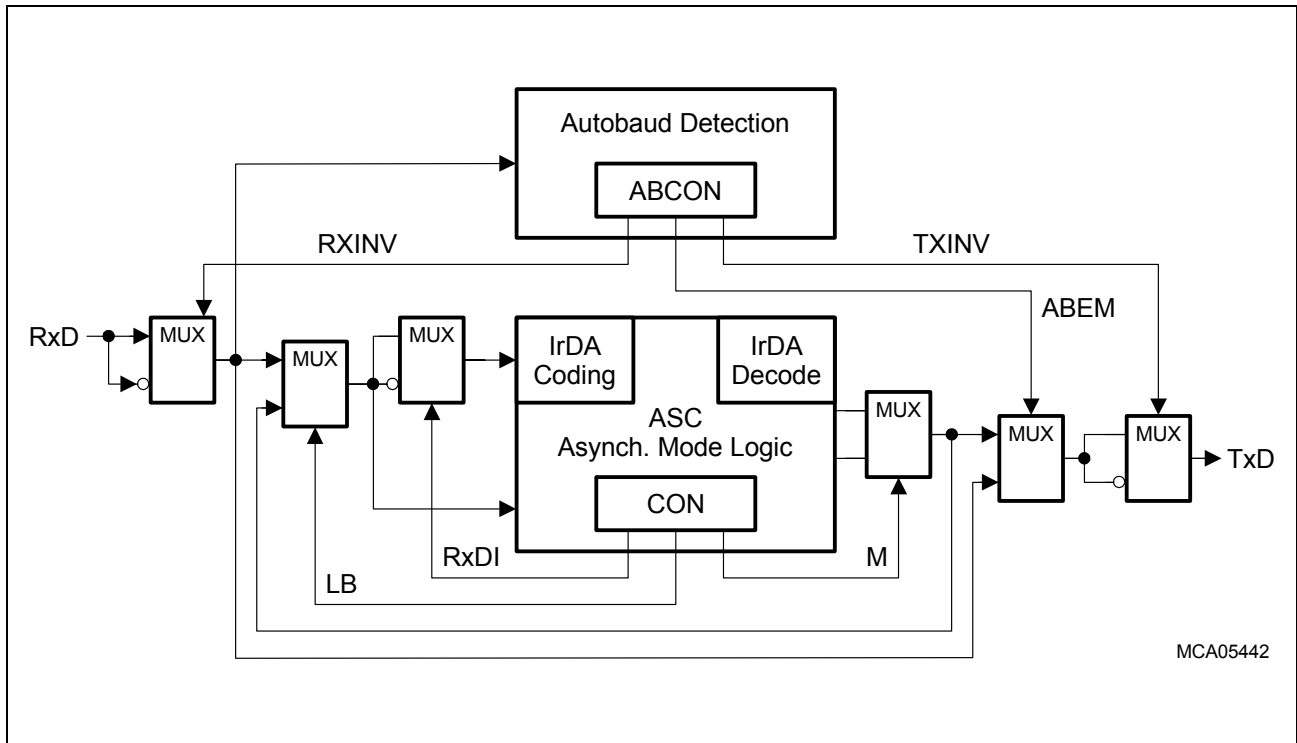 Autobaud Detection
ABCON
RXINV
TXINV
ABEM
RxD
MUX
MUX
MUX
IrDA
Coding
IrDA
Decode
ASC
Asynch. Mode Logic
CON
MUX
MUX
MUX
TxD
RxDI
LB
M
MCA05442